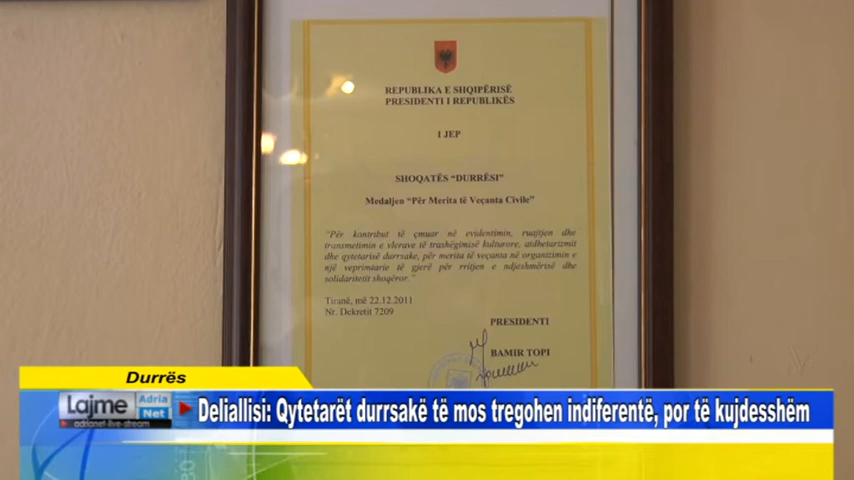 REPUBLIKA E SHQIPËRISË
PRESIDENTI I REPUBLIKËS
I JEP
SHOQATËS "DURRËSI"
Medaljen "Për Merita të Veçanta Civile"
"Për kontribut të çmuar në evidentimin, ruajtjen dhe
transmetimin e vlerave të trashëgimisë kulturore, atdhetarizmit
dhe qytetarisë durrsake, për merita të veçanta në organizimin e
një veprimtarie të gjerë për rritjen e ndjeshmërisë dhe
solidaritetit shoqëror."
Tiranë, më 22.12.2011
Nr. Dekretit 7209
PRESIDENTI
BAMIR TOPI
Durrës
Lajme Adria Net
adrianet-live-stream
Deliallisi: Qytetarët durrsakë të mos tregohen indiferentë, por të kujdesshëm